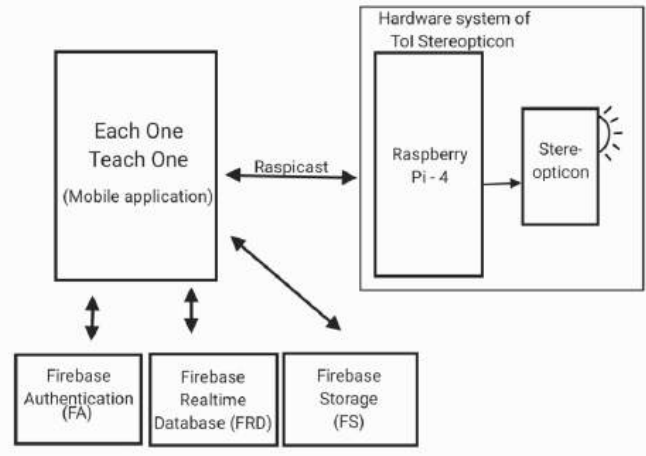 Hardware system of
ToI Stereopticon
Each One
Teach One
(Mobile application)
Raspicast
Raspberry
Pi - 4
Stere-
opticon
Firebase
Authentication
(FA)
Firebase
Realtime
Database (FRD)
Firebase
Storage
(FS)